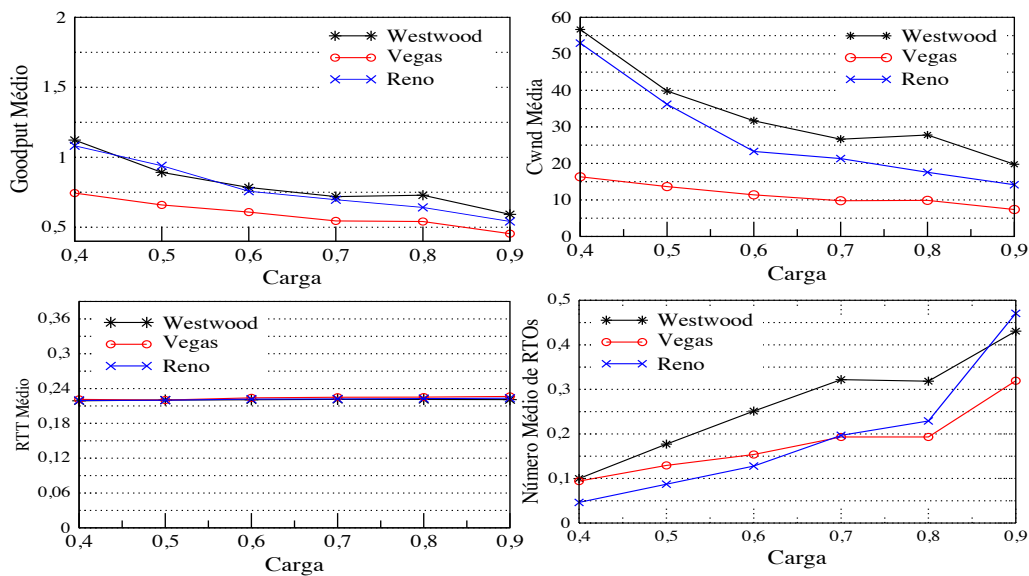 Goodput Médio
2
1.5
1
0.5
Westwood
Vegas
Reno
0,4 0,5 0,6 0,7 0,8 0,9
Carga
Cwnd Média
60
50
40
30
20
10
0
Westwood
Vegas
Reno
0,4 0,5 0,6 0,7 0,8 0,9
Carga
RTT Médio
0.36
0.3
0.24
0.18
0.12
0.06
0
Westwood
Vegas
Reno
0,4 0,5 0,6 0,7 0,8 0,9
Carga
Número Médio de RTOs
0,5
0,4
0,3
0,2
0,1
0
Westwood
Vegas
Reno
0,4 0,5 0,6 0,7 0,8 0,9
Carga